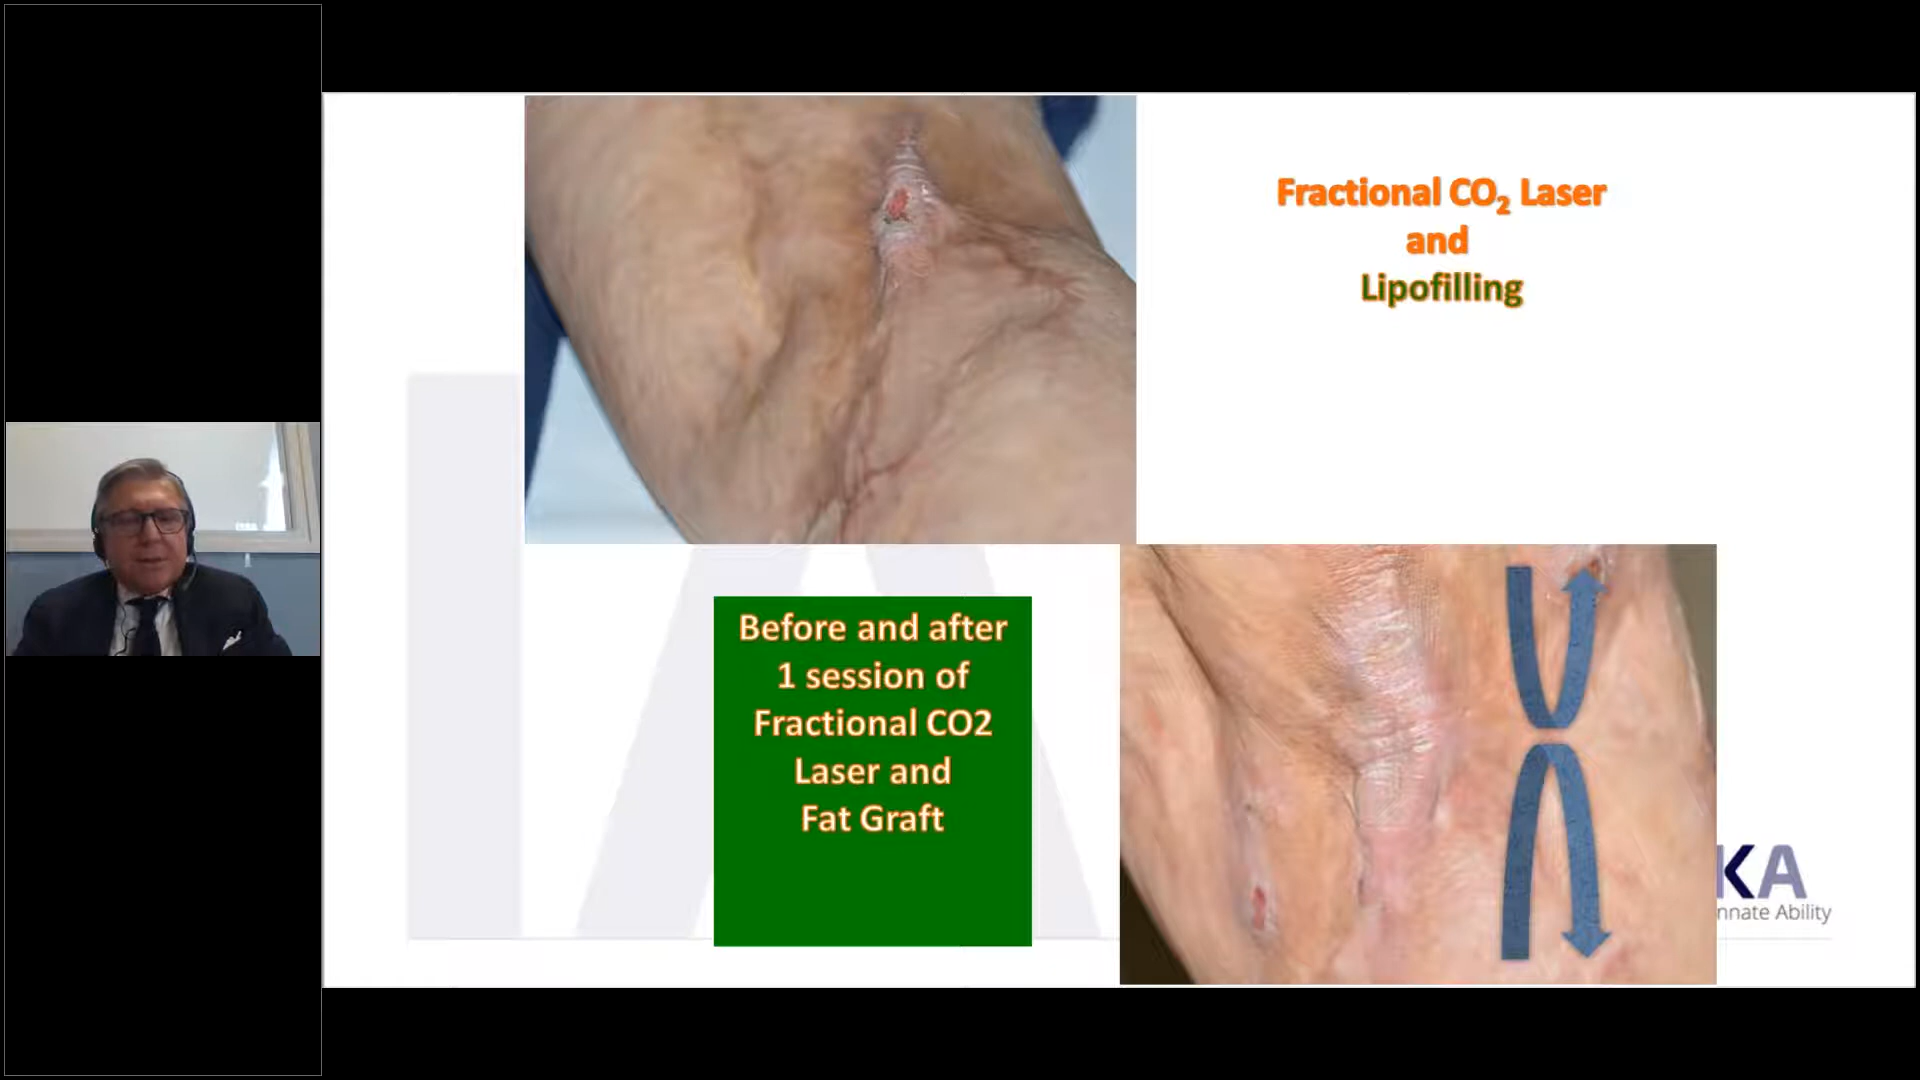 Fractional CO₂ Laser
and
Lipofilling
Before and after
1 session of
Fractional CO2
Laser and
Fat Graft
KA
nnate Ability